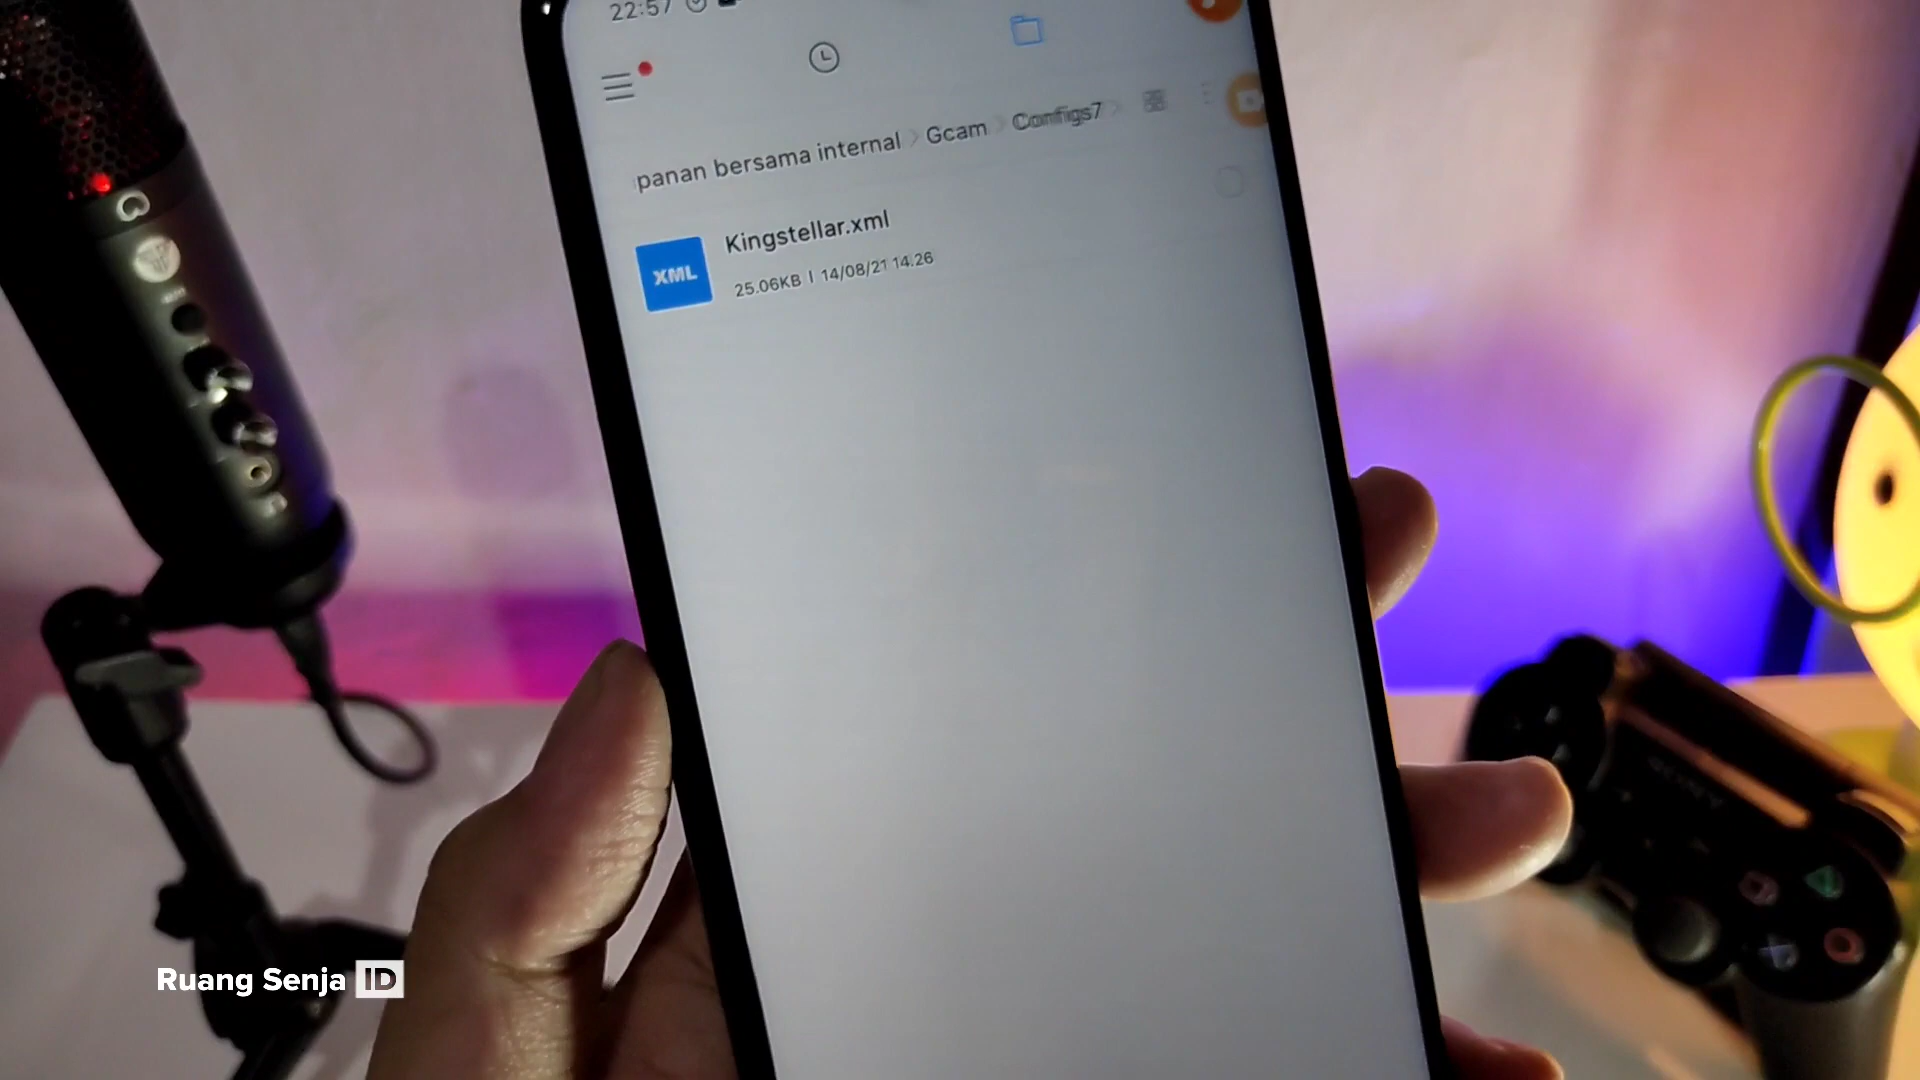 22:57
panan bersama internal > Gcam > Configs7 >
Kingstellar.xml
XML
25.06KB | 14/08/21 14.26
Ruang Senja ID